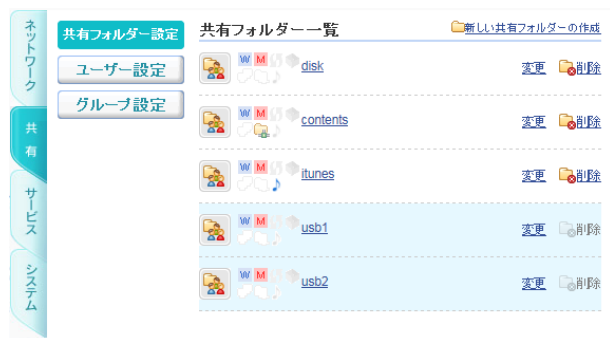 ネットワーク
共有
サービス
システム
共有フォルダー設定
ユーザー設定
グループ設定
共有フォルダー一覧
新しい共有フォルダーの作成
W M disk 変更 削除
W M contents 変更 削除
W M itunes 変更 削除
W M usb1 変更 削除
W M usb2 変更 削除